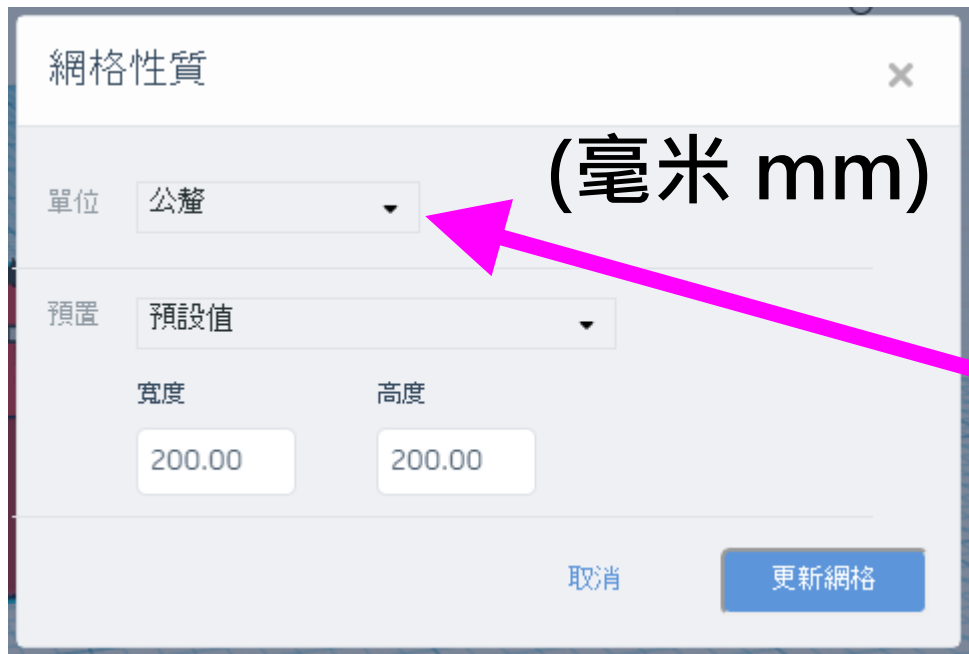 網格性質
×
(毫米 mm)
單位 公釐
預置 預設值
寬度 高度
200.00 200.00
取消 更新網格